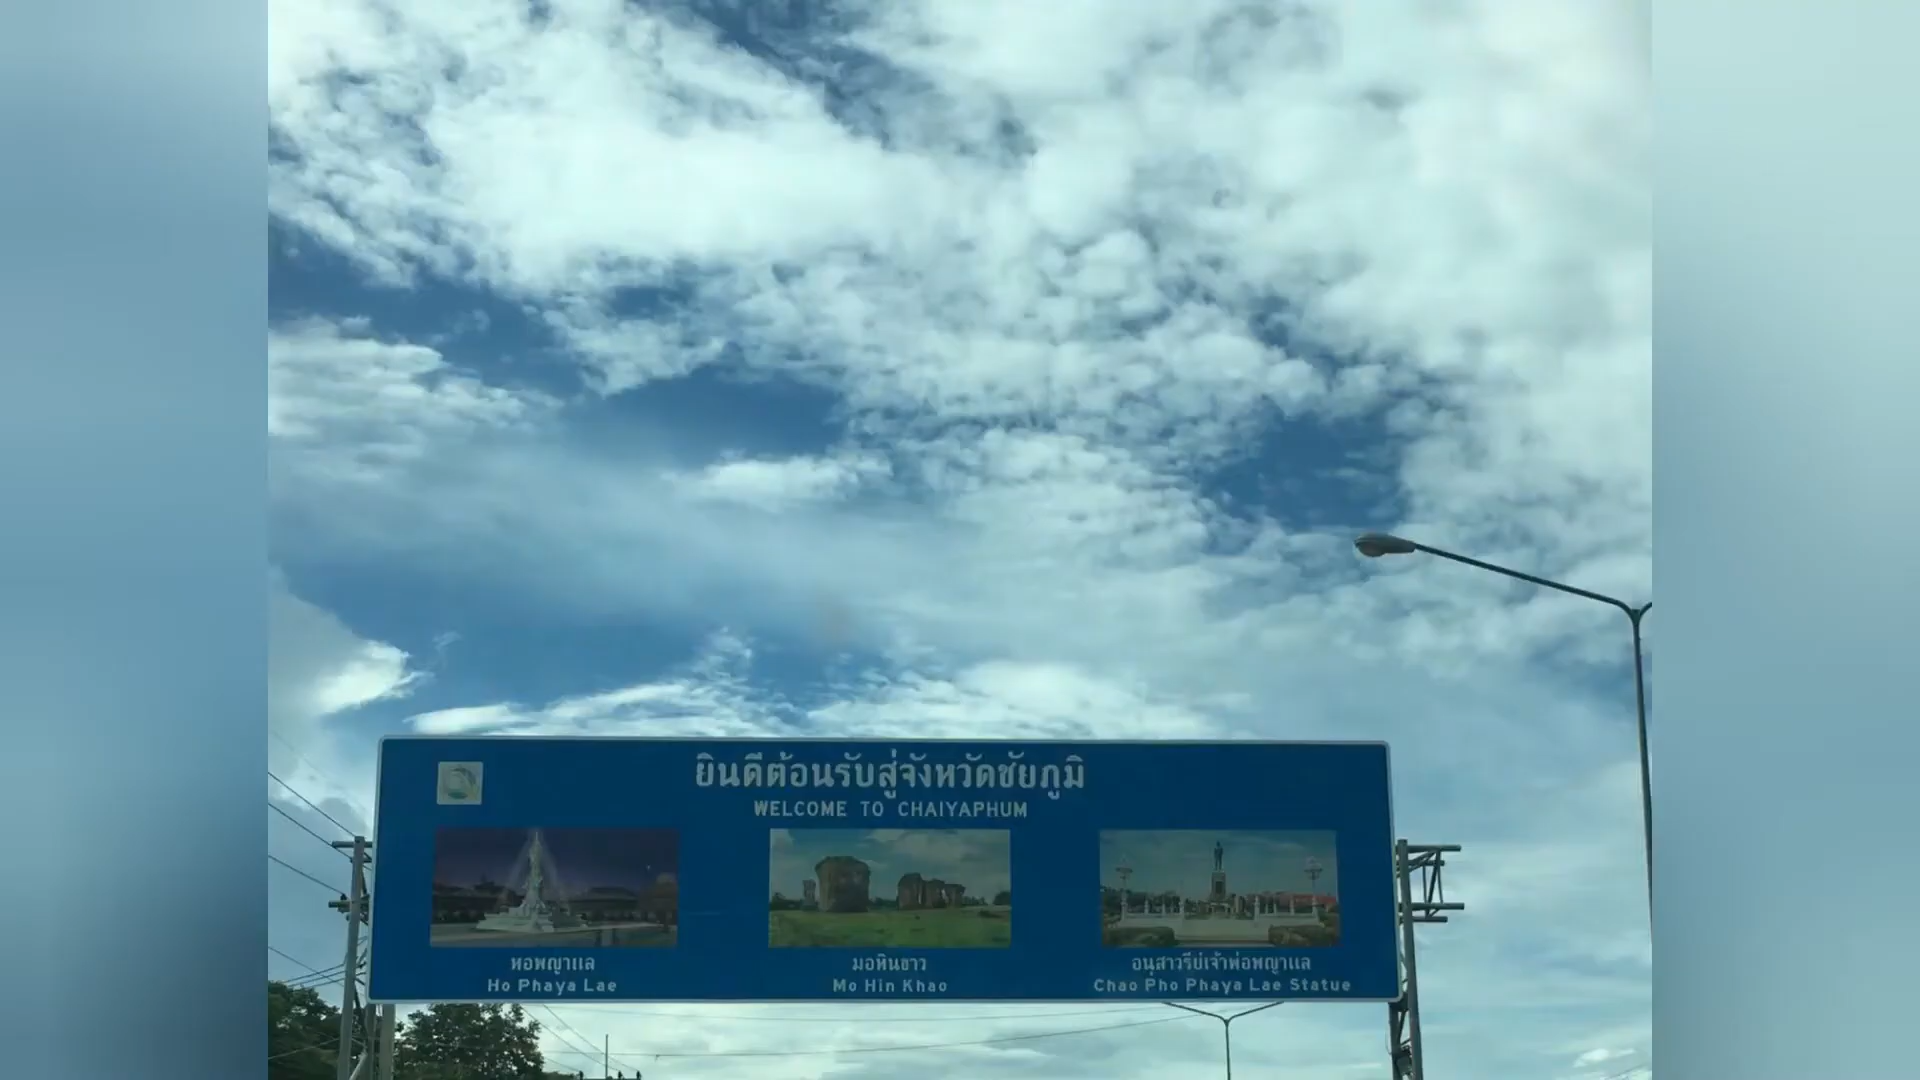 ยินดีต้อนรับสู่จังหวัดชัยภูมิ
WELCOME TO CHAIYAPHUM
หอพญาแล
Ho Phaya Lae
มอหินขาว
Mo Hin Khao
อนุสาวรีย์เจ้าพ่อพญาแล
Chao Pho Phaya Lae Statue